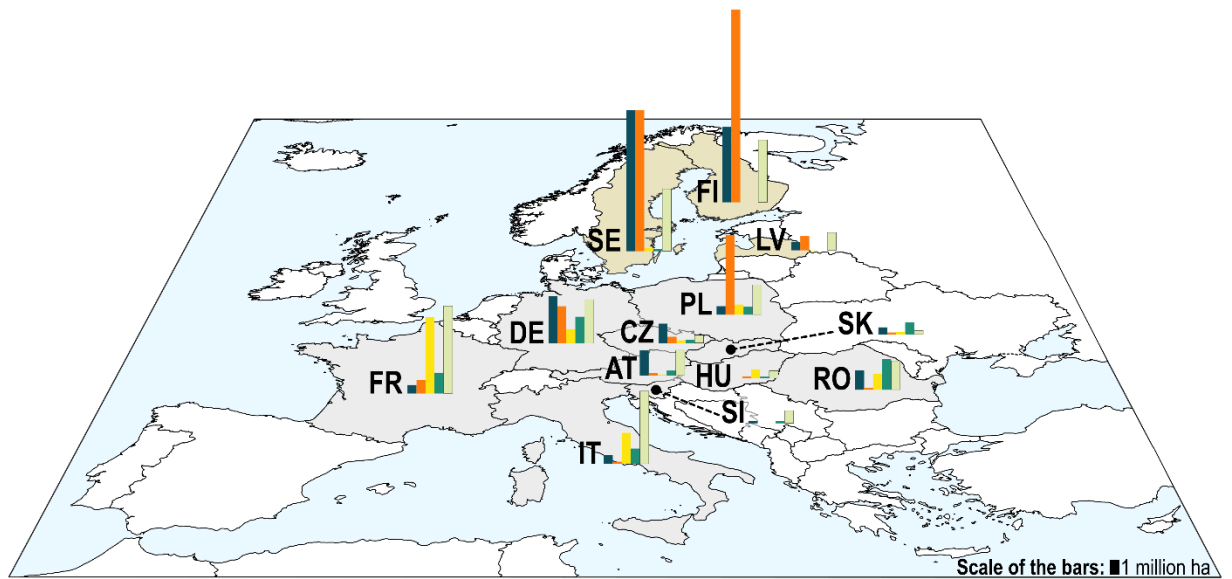 FI
SE
LV
PL
SK
DE
CZ
AT
HU
RO
FR
SI
IT
Scale of the bars: 1 million ha